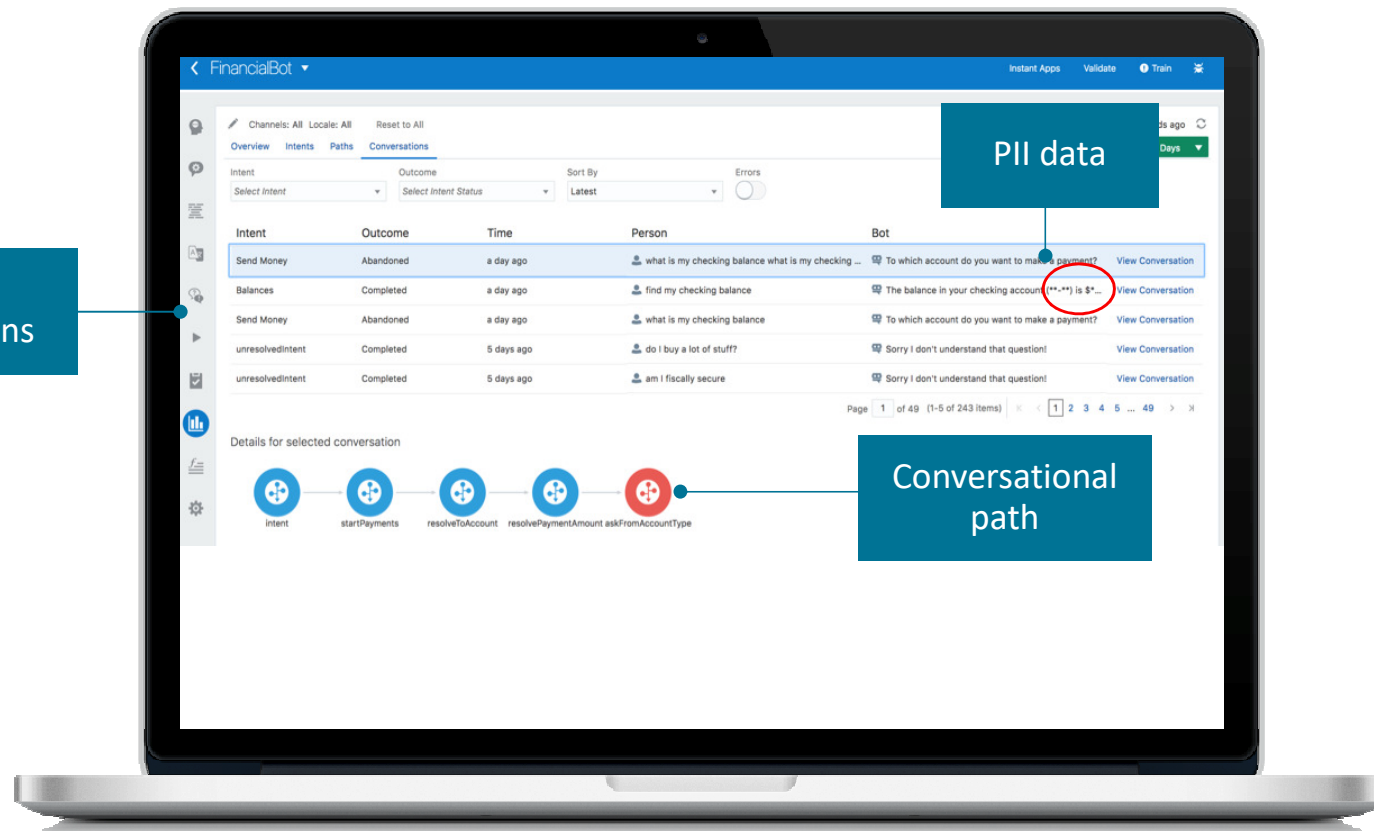 FinancialBot
Instant Apps Validate Train
Channels: All Locale: All Reset to All
ds ago
Overview Intents Paths Conversations
Days
PII data
Intent Outcome Sort By Errors
Select Intent Select Intent Status Latest
Intent Outcome Time Person Bot
Send Money Abandoned a day ago what is my checking balance what is my checking ... To which account do you want to make a payment? View Conversation
Balances Completed a day ago find my checking balance The balance in your checking account (**-**) is $*... View Conversation
Send Money Abandoned a day ago what is my checking balance To which account do you want to make a payment? View Conversation
unresolvedIntent Completed 5 days ago do I buy a lot of stuff? Sorry I don't understand that question! View Conversation
unresolvedIntent Completed 5 days ago am I fiscally secure Sorry I don't understand that question! View Conversation
ns
Page 1 of 49 (1-5 of 243 items) 1 2 3 4 5 ... 49
Details for selected conversation
intent startPayments resolveToAccount resolvePaymentAmount askFromAccountType
Conversational
path